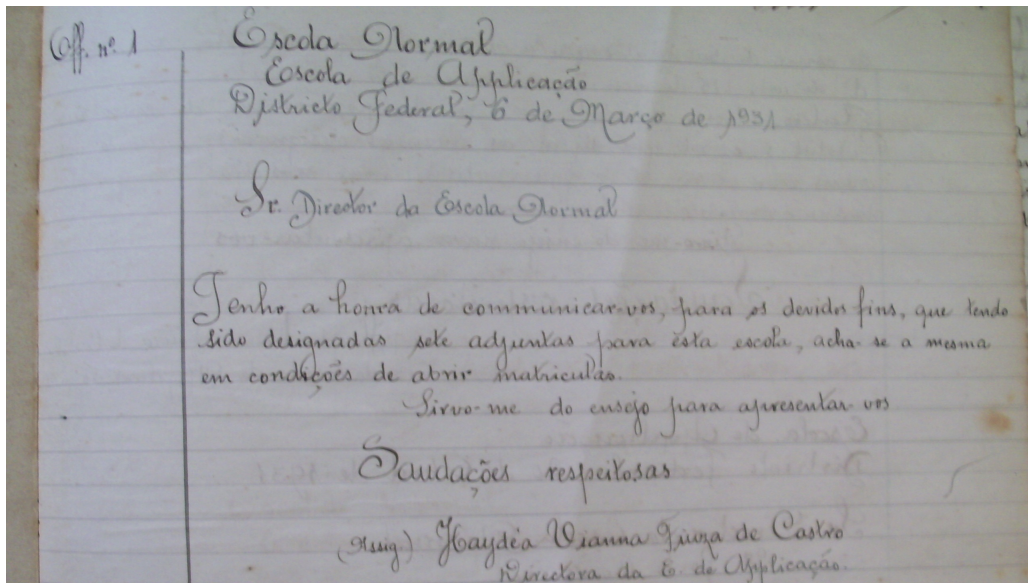 Off. nº 1
Escola Normal
Escola de Applicação
Districto Federal, 6 de Março de 1931
Sr. Director da Escola Normal
Tenho a honra de communicar-vos, para os devidos fins, que tendo
sido designadas sete adjuntas para esta escola, acha-se a mesma
em condições de abrir matriculas.
Sirvo-me do ensejo para apresentar-vos
Saudações respeitosas
(Assig.) Haydéa Vianna Fiuza de Castro
Directora da E. de Applicação.